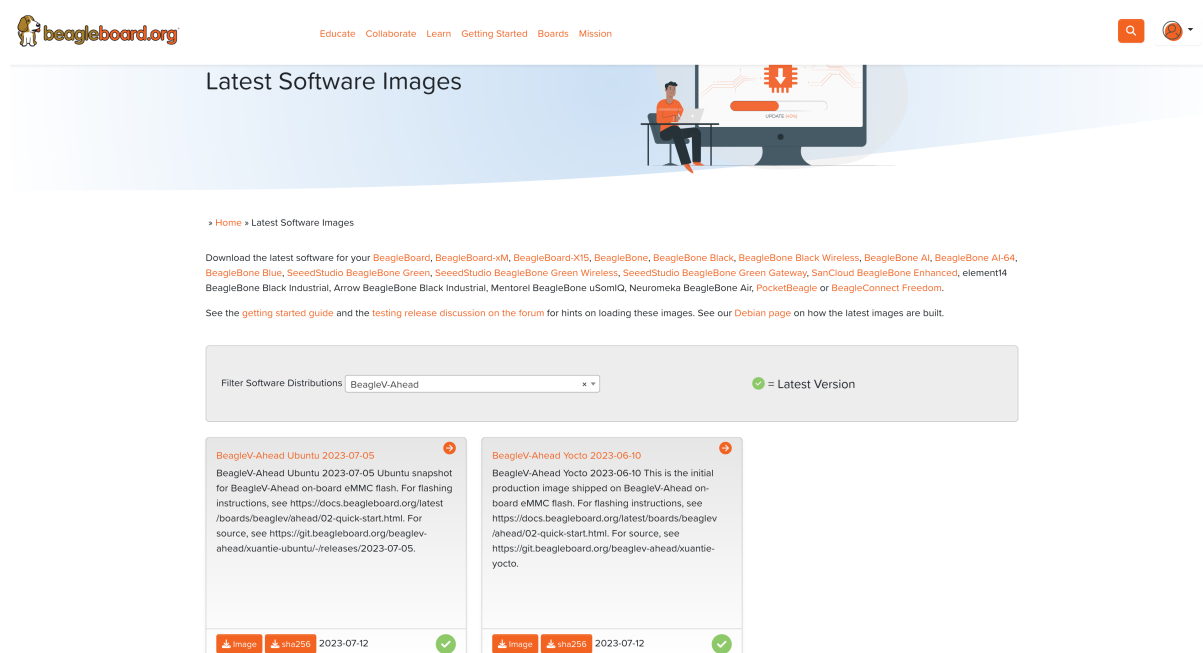 beagleboard.org
Educate Collaborate Learn Getting Started Boards Mission
Latest Software Images
UPDATE NOW
» Home » Latest Software Images
Download the latest software for your BeagleBoard, BeagleBoard-xM, BeagleBoard-X15, BeagleBone, BeagleBone Black, BeagleBone Black Wireless, BeagleBone AI, BeagleBone AI-64,
BeagleBone Blue, SeeedStudio BeagleBone Green, SeeedStudio BeagleBone Green Wireless, SeeedStudio BeagleBone Green Gateway, SanCloud BeagleBone Enhanced, element14
BeagleBone Black Industrial, Arrow BeagleBone Black Industrial, Mentorel BeagleBone uSomIQ, Neuromeka BeagleBone Air, PocketBeagle or BeagleConnect Freedom.
See the getting started guide and the testing release discussion on the forum for hints on loading these images. See our Debian page on how the latest images are built.
Filter Software Distributions BeagleV-Ahead × = Latest Version
BeagleV-Ahead Ubuntu 2023-07-05
BeagleV-Ahead Ubuntu 2023-07-05 Ubuntu snapshot
for BeagleV-Ahead on-board eMMC flash. For flashing
instructions, see https://docs.beagleboard.org/latest
/boards/beaglev/ahead/02-quick-start.html. For
source, see https://git.beagleboard.org/beaglev-
ahead/xuantie-ubuntu/-/releases/2023-07-05.
Image sha256 2023-07-12
BeagleV-Ahead Yocto 2023-06-10
BeagleV-Ahead Yocto 2023-06-10 This is the initial
production image shipped on BeagleV-Ahead on-
board eMMC flash. For flashing instructions, see
https://docs.beagleboard.org/latest/boards/beaglev
/ahead/02-quick-start.html. For source, see
https://git.beagleboard.org/beaglev-ahead/xuantie-
yocto.
Image sha256 2023-07-12